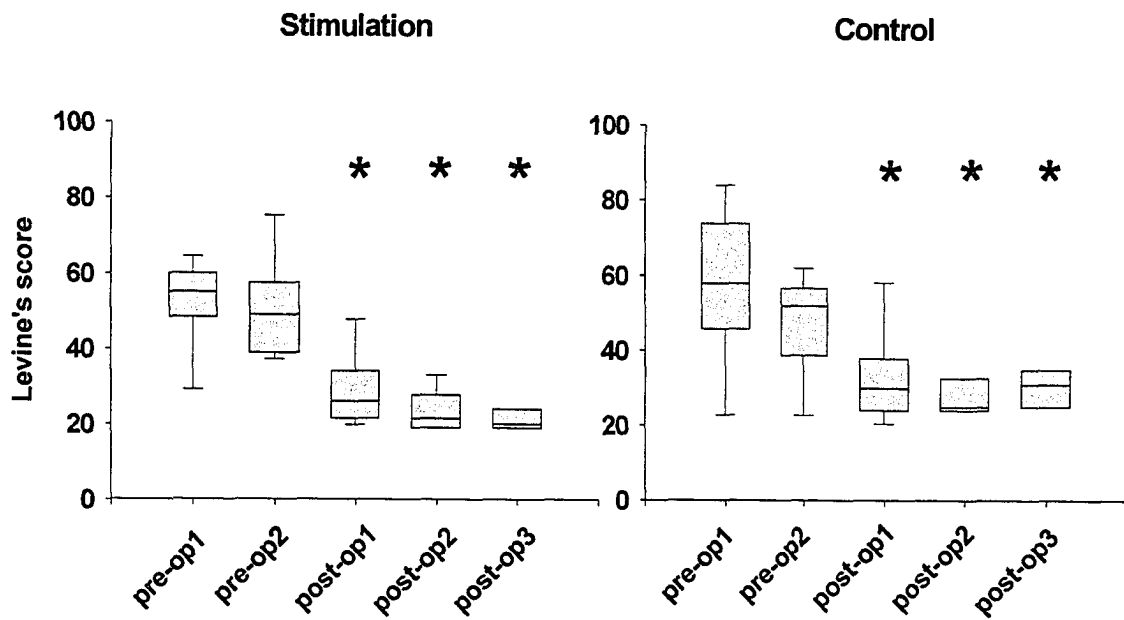 Stimulation
Control
Levine's score
100
80
60
40
20
0
* * *
pre-op1
pre-op2
post-op1
post-op2
post-op3
100
80
60
40
20
0
* * *
pre-op1
pre-op2
post-op1
post-op2
post-op3